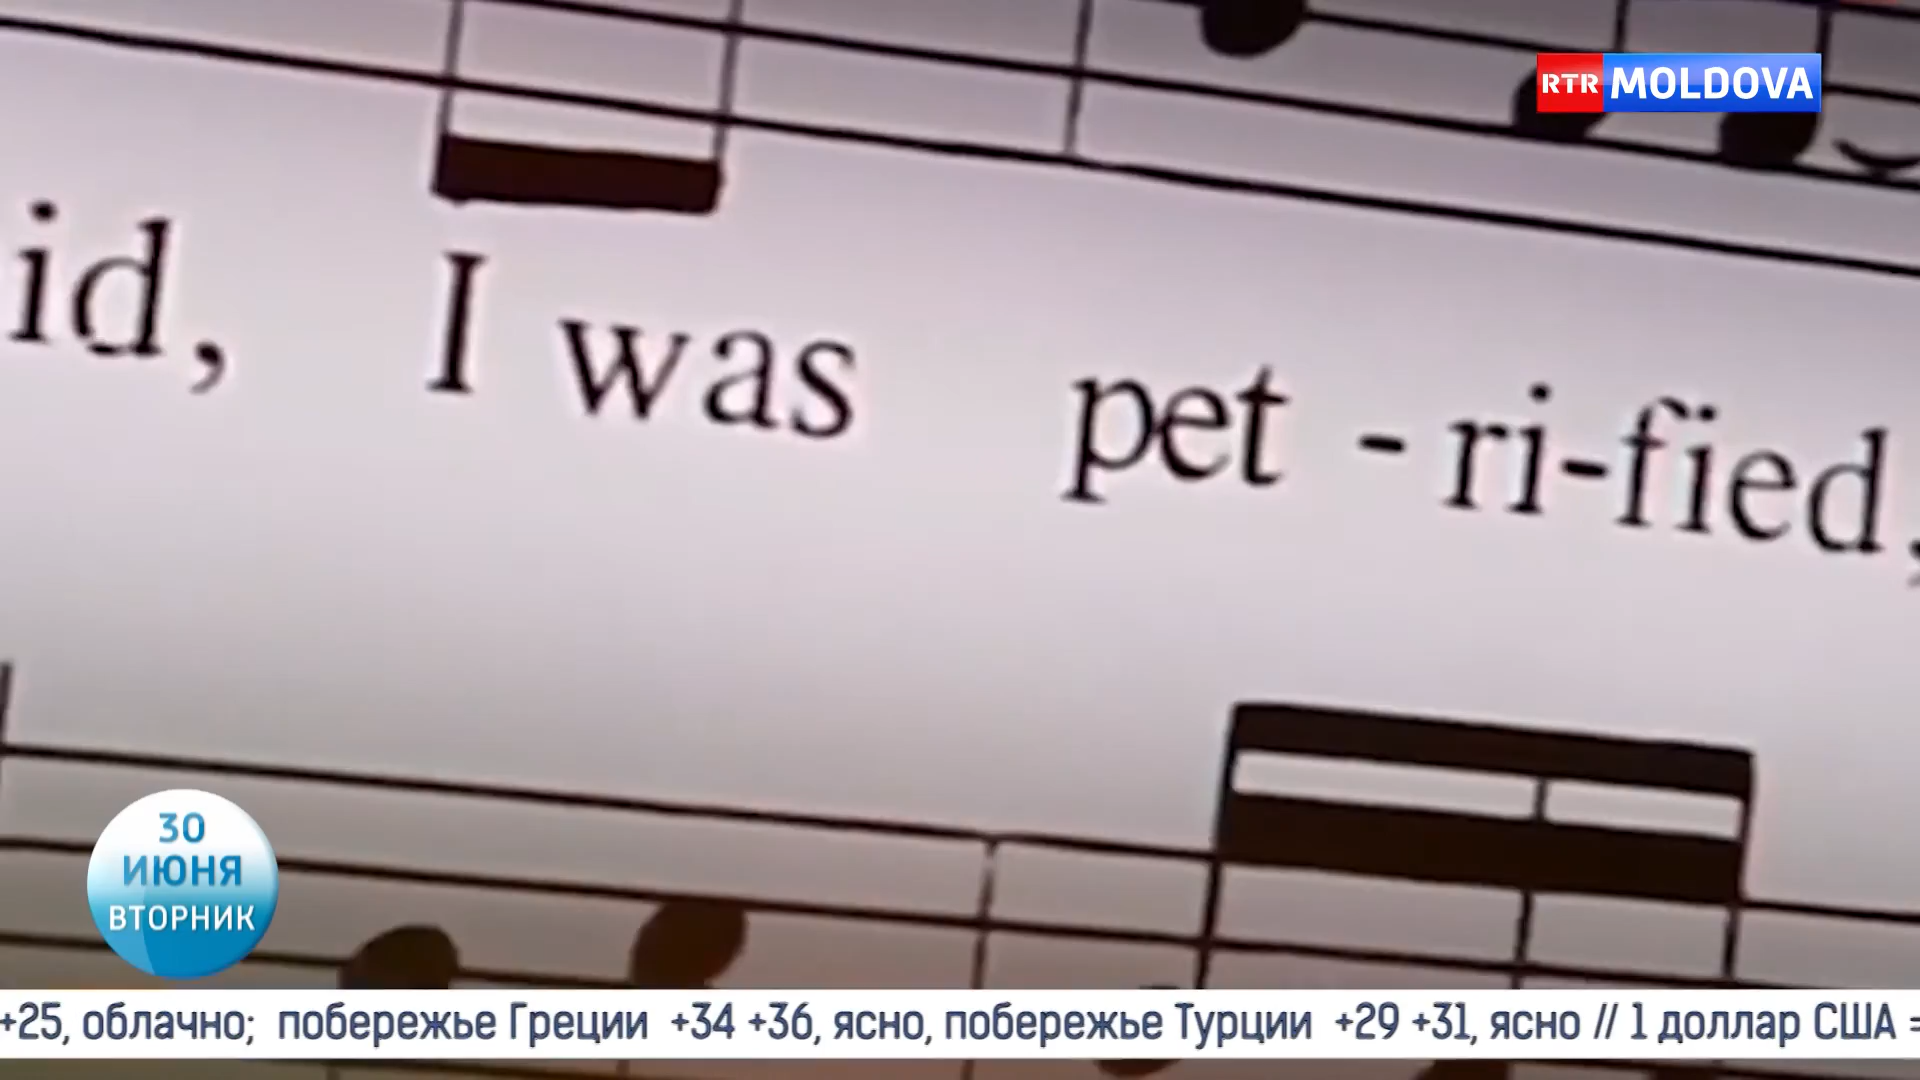 RTR MOLDOVA
id, I was pet - ri-fied,
30
ИЮНЯ
ВТОРНИК
+25, облачно; побережье Греции +34 +36, ясно, побережье Турции +29 +31, ясно // 1 доллар США =